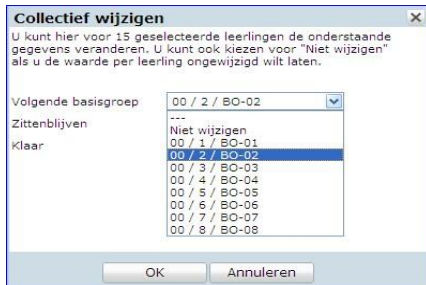 Collectief wijzigen
U kunt hier voor 15 geselecteerde leerlingen de onderstaande
gegevens veranderen. U kunt ook kiezen voor "Niet wijzigen"
als u de waarde per leerling ongewijzigd wilt laten.
Volgende basisgroep 00 / 2 / BO-02
Zittenblijven
Klaar
---
Niet wijzigen
00 / 1 / BO-01
00 / 2 / BO-02
00 / 3 / BO-03
00 / 4 / BO-04
00 / 5 / BO-05
00 / 6 / BO-06
00 / 7 / BO-07
00 / 8 / BO-08
OK Annuleren